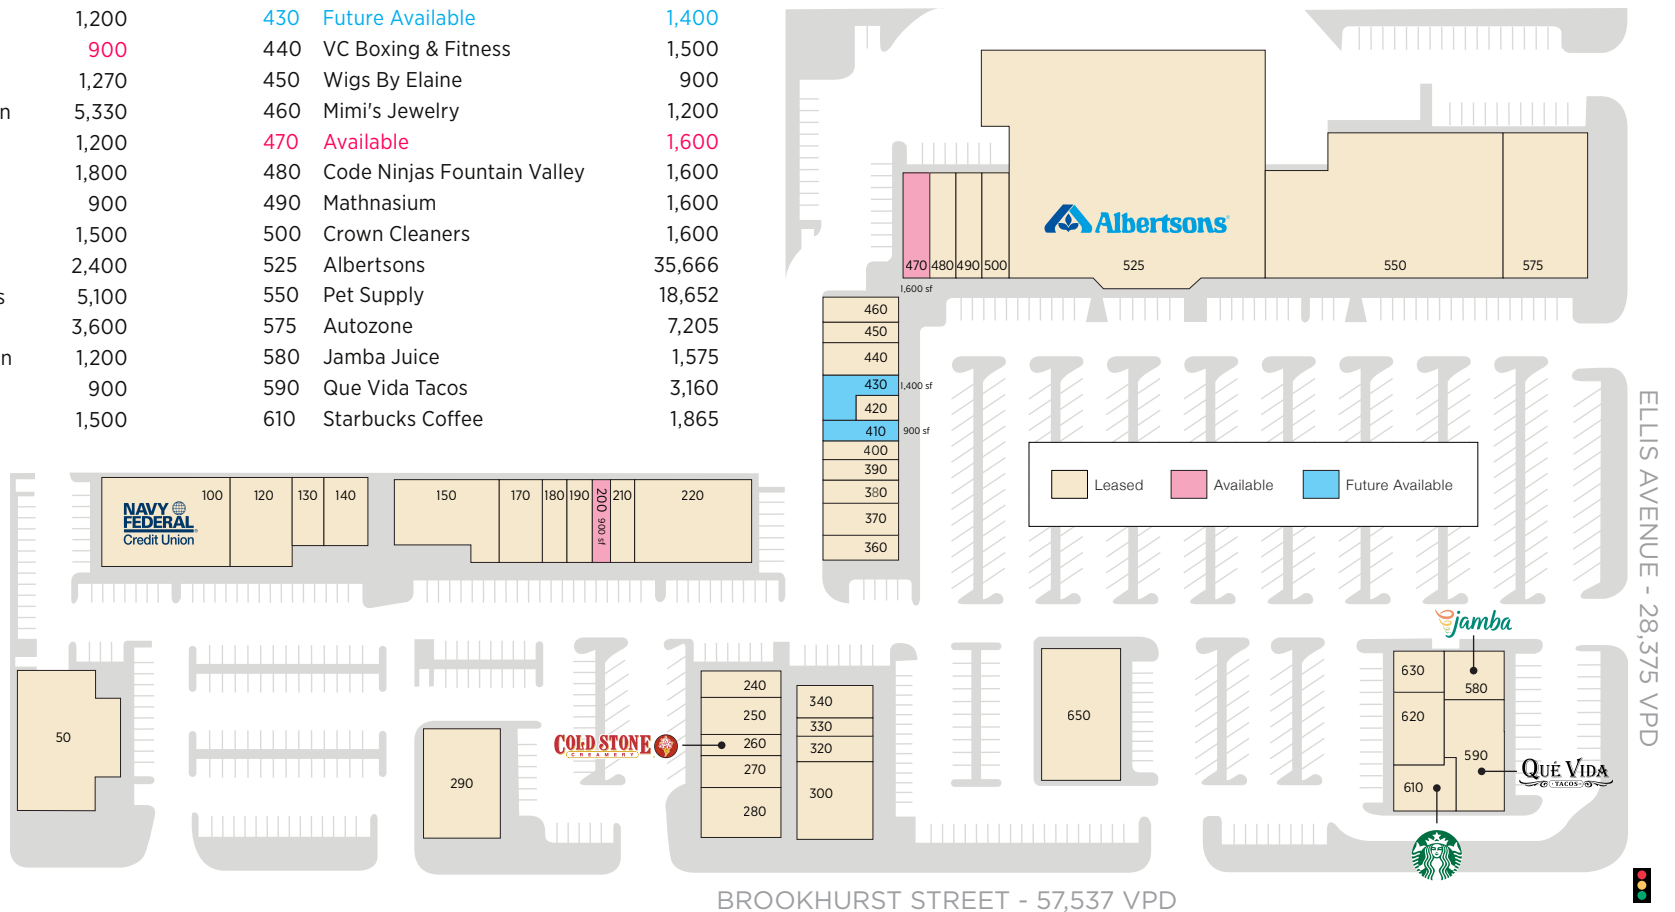 1,200 430 Future Available 1,400
900 440 VC Boxing & Fitness 1,500
1,270 450 Wigs By Elaine 900
n 5,330 460 Mimi's Jewelry 1,200
1,200 470 Available 1,600
1,800 480 Code Ninjas Fountain Valley 1,600
900 490 Mathnasium 1,600
1,500 500 Crown Cleaners 1,600
2,400 525 Albertsons 35,666
s 5,100 550 Pet Supply 18,652
3,600 575 Autozone 7,205
n 1,200 580 Jamba Juice 1,575
900 590 Que Vida Tacos 3,160
1,500 610 Starbucks Coffee 1,865
Albertsons
470 480 490 500 525 550 575
1,600 sf
460
450
440
430 1,400 sf
420
410 900 sf
400
390
380
370
360
Leased Available Future Available
ELLIS AVENUE - 28,375 VPD
100 120 130 140 150 170 180 190 200 900 sf 210 220
NAVY
FEDERAL
Credit Union
50
290
COLD STONE
CREAMERY
240
250
260
270
280
340
330
320
300
650
jamba
630
580
620
590
610
QUÉ VIDA
TACOS
BROOKHURST STREET - 57,537 VPD